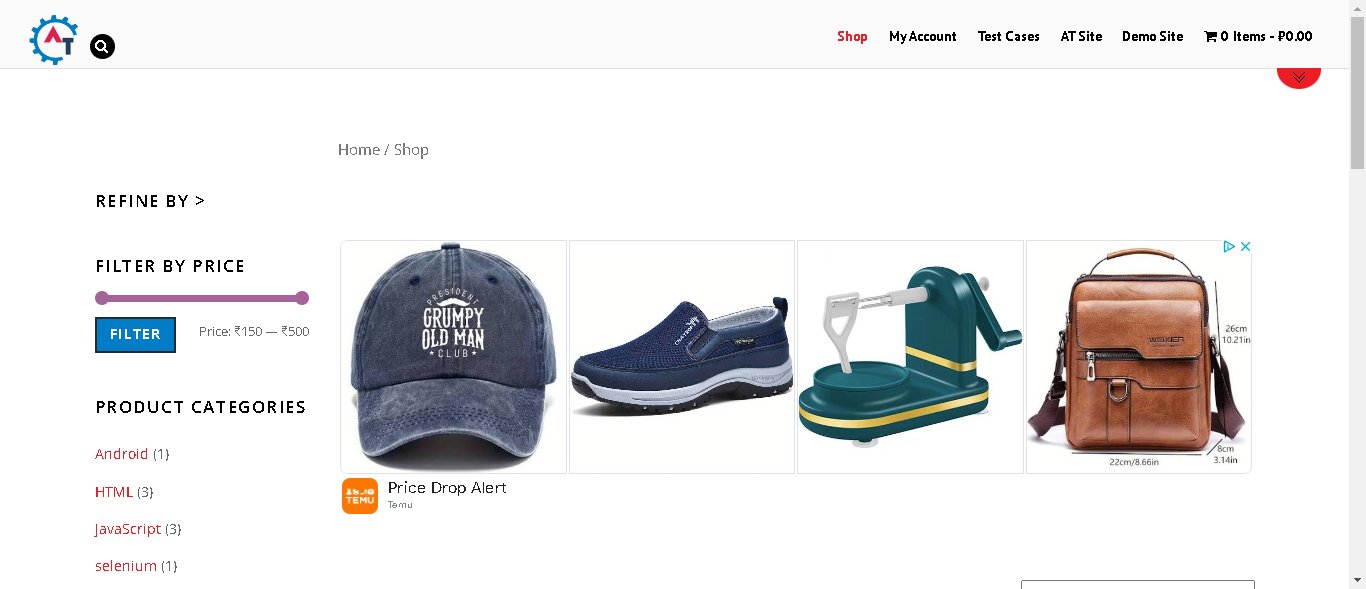 AT
Shop My Account Test Cases AT Site Demo Site 0 Items - ₽0.00
Home / Shop
REFINE BY >
FILTER BY PRICE
FILTER
Price: ₹150 — ₹500
PRODUCT CATEGORIES
Android (1)
HTML (3)
JavaScript (3)
selenium (1)
PRESIDENT
GRUMPY
OLD MAN
★ CLUB ★
WEIXIER
26cm
10.21in
8cm
3.14in
22cm/8.66in
TEMU
Price Drop Alert
Temu